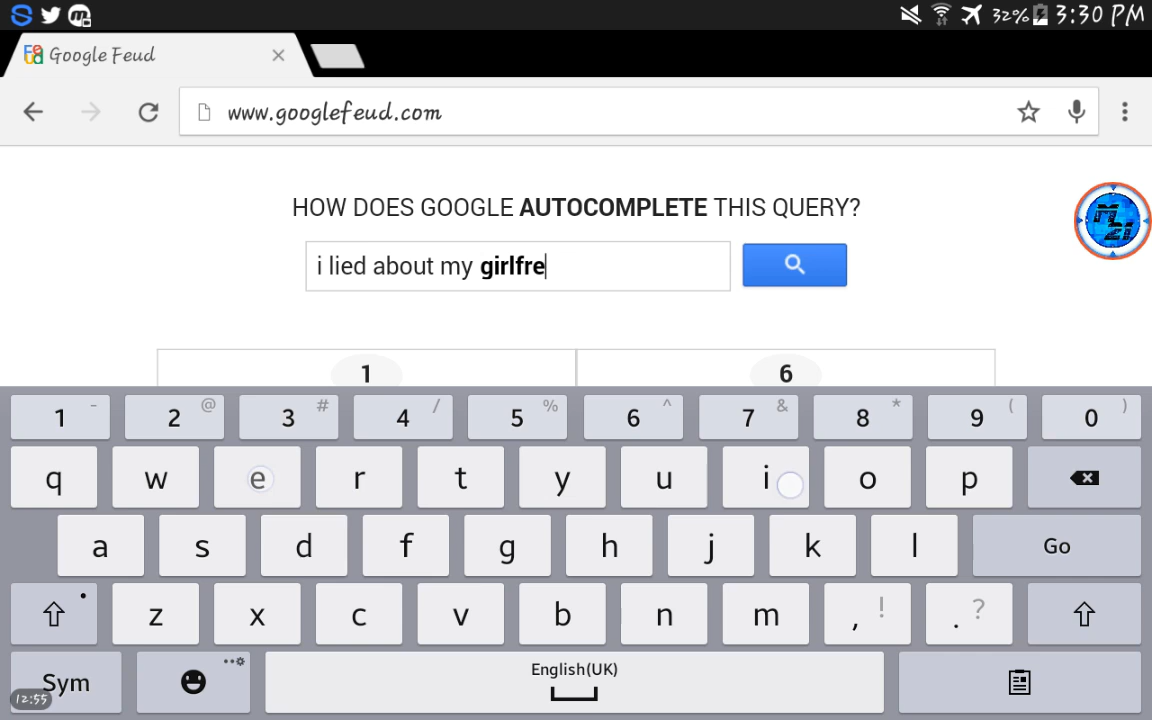 32% 3:30 PM
Google Feud
www.googlefeud.com
HOW DOES GOOGLE AUTOCOMPLETE THIS QUERY?
M21
i lied about my girlfre
1 6
1 - 2 @ 3 # 4 / 5 % 6 ^ 7 & 8 * 9 ( 0 )
q w e r t y u i o p
a s d f g h j k l Go
z x c v b n m , ! . ?
Sym English(UK)
12:55